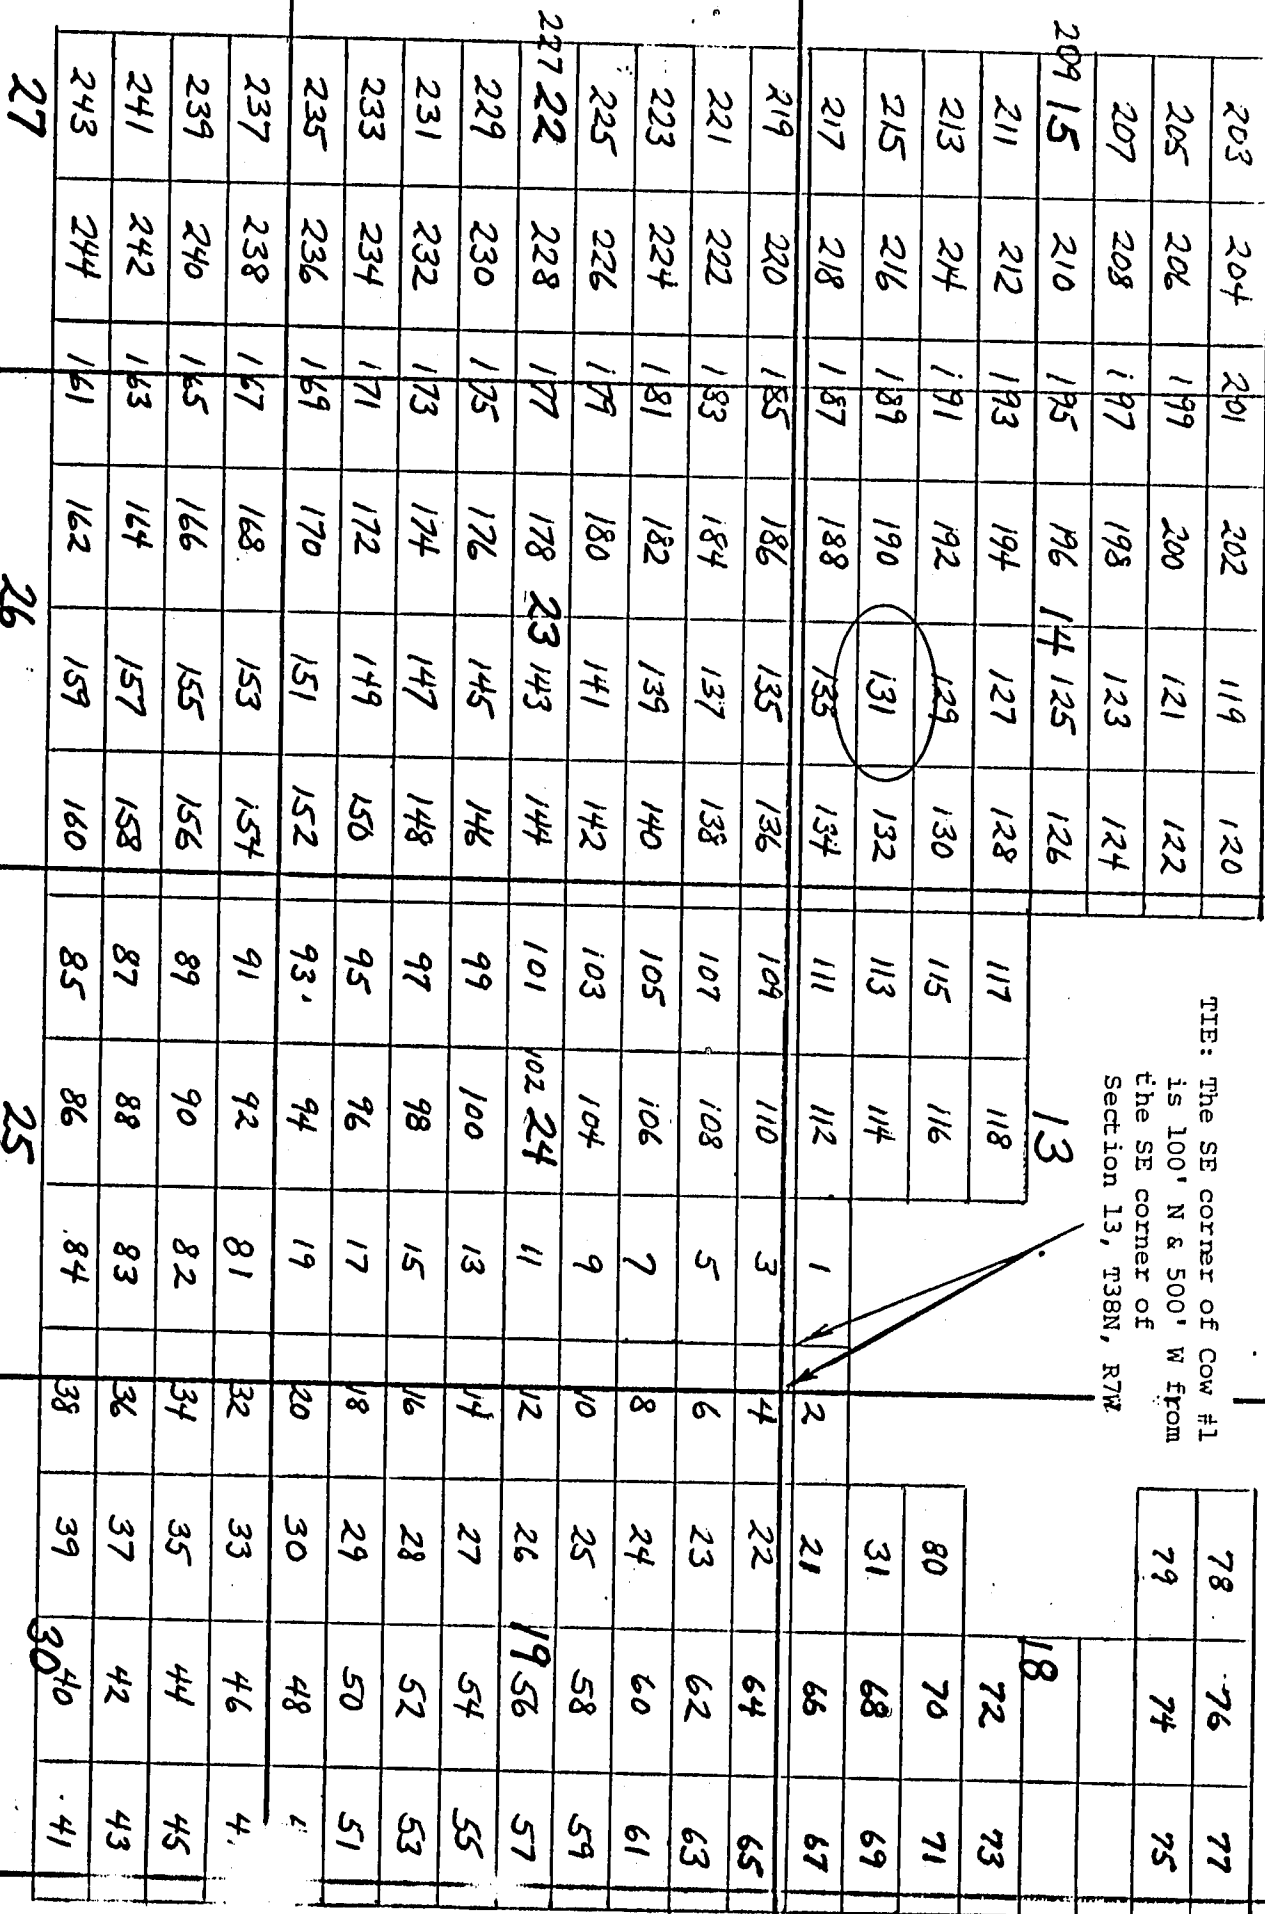 203 204 201 202 119 120
TIE: The SE corner of Cow #1
is 100' N & 500' W from
the SE corner of
Section 13, T38N, R7W
78 76 77
205 206 199 200 121 122 79 74 75
207 208 197 198 123 124
209 15 210 195 196 14 125 126 13 18
211 212 193 194 127 128 117 118 72 73
213 214 191 192 129 130 115 116 80 70 71
215 216 189 190 131 132 113 114 31 68 69
217 218 187 188 133 134 111 112 1 2 21 66 67
219 220 185 186 135 136 109 110 3 4 22 64 65
221 222 183 184 137 138 107 108 5 6 23 62 63
223 224 181 182 139 140 105 106 7 8 24 60 61
225 226 179 180 141 142 103 104 9 10 25 58 59
227 22 228 177 178 23 143 144 101 102 24 11 12 26 19 56 57
229 230 175 176 145 146 99 100 13 14 27 54 55
231 232 173 174 147 148 97 98 15 16 28 52 53
233 234 171 172 149 150 95 96 17 18 29 50 51
235 236 169 170 151 152 93 94 19 20 30 48
237 238 167 168 153 154 91 92 81 32 33 46 4
239 240 165 166 155 156 89 90 82 34 35 44 45
241 242 163 164 157 158 87 88 83 36 37 42 43
243 244 161 162 159 160 85 86 84 38 39 40 41
27 26 25 30